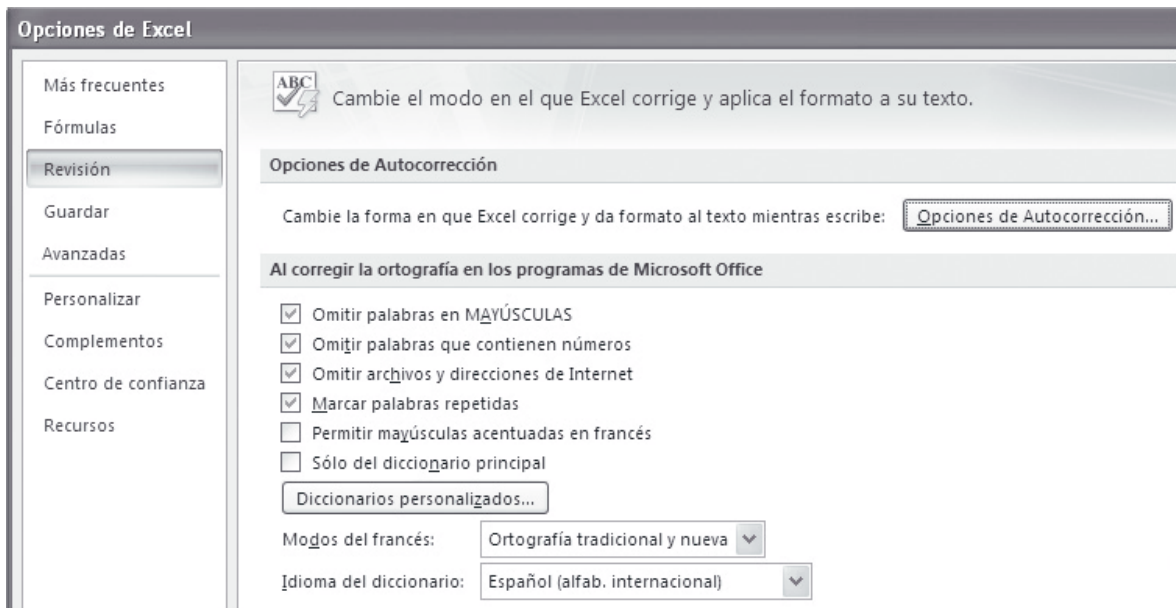 Opciones de Excel
Más frecuentes
Fórmulas
Revisión
Guardar
Avanzadas
Personalizar
Complementos
Centro de confianza
Recursos
ABC
Cambie el modo en el que Excel corrige y aplica el formato a su texto.
Opciones de Autocorrección
Cambie la forma en que Excel corrige y da formato al texto mientras escribe: Opciones de Autocorrección...
Al corregir la ortografía en los programas de Microsoft Office
Omitir palabras en MAYÚSCULAS
Omitir palabras que contienen números
Omitir archivos y direcciones de Internet
Marcar palabras repetidas
Permitir mayúsculas acentuadas en francés
Sólo del diccionario principal
Diccionarios personalizados...
Modos del francés: Ortografía tradicional y nueva
Idioma del diccionario: Español (alfab. internacional)